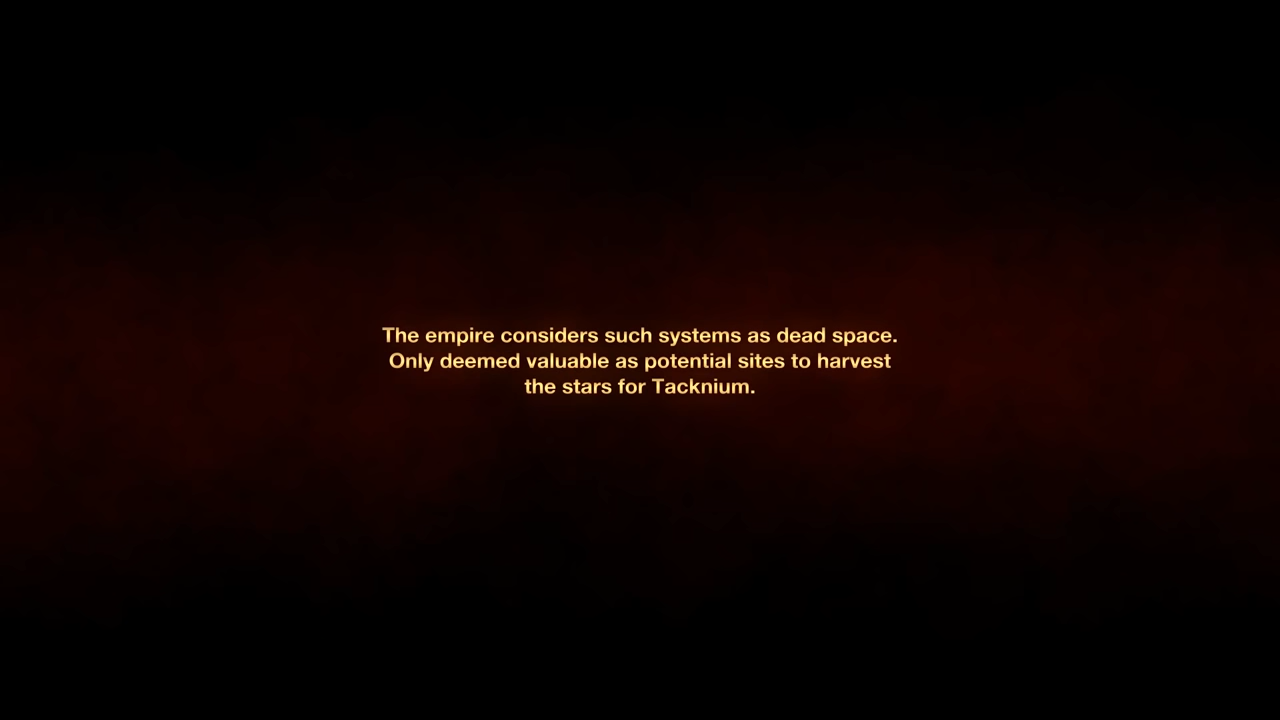 The empire considers such systems as dead space.
Only deemed valuable as potential sites to harvest
the stars for Tacknium.